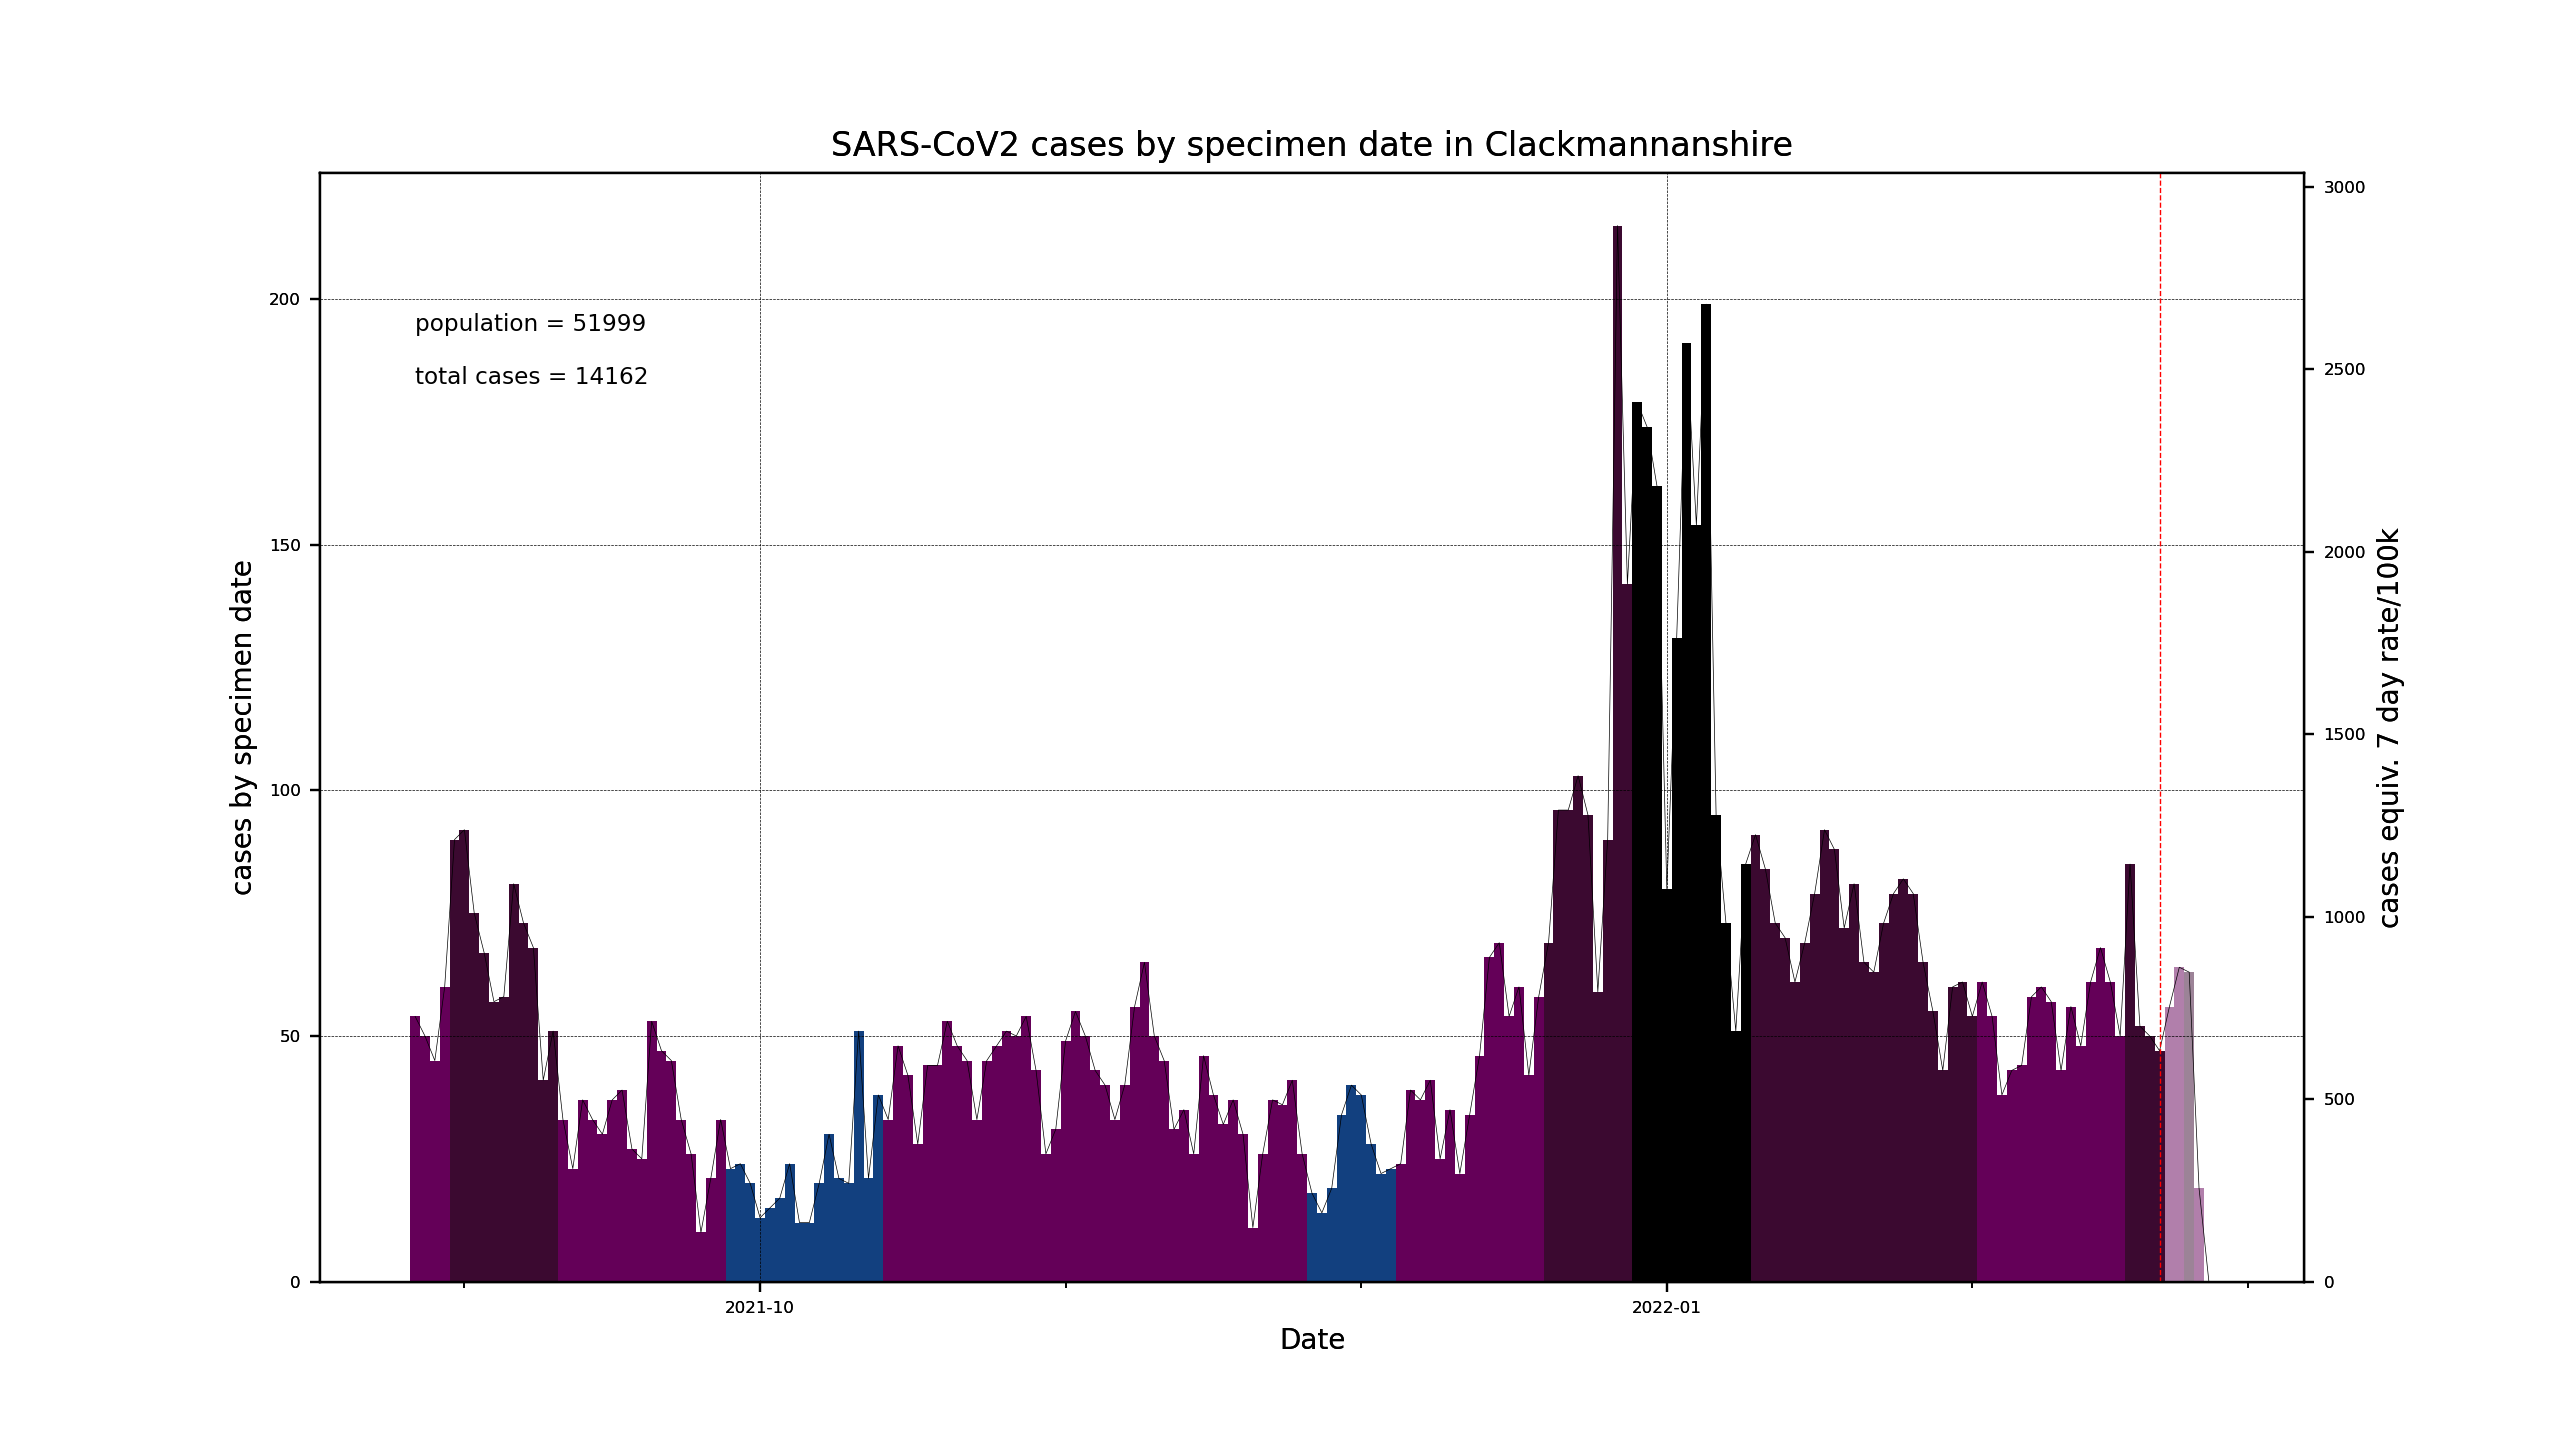 SARS-CoV2 cases by specimen date in Clackmannanshire
population = 51999
total cases = 14162
cases by specimen date
200
150
100
50
0
3000
2500
2000
1500
1000
500
0
cases equiv. 7 day rate/100k
2021-10
2022-01
Date